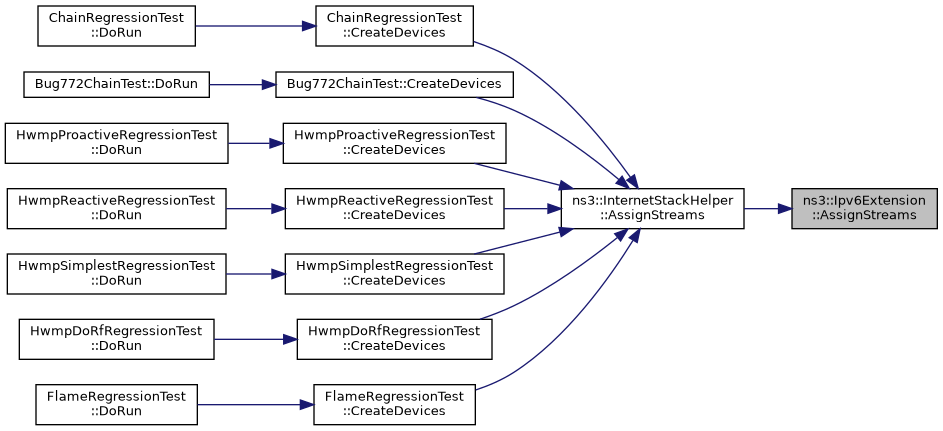 ChainRegressionTest
::DoRun
ChainRegressionTest
::CreateDevices
Bug772ChainTest::DoRun
Bug772ChainTest::CreateDevices
HwmpProactiveRegressionTest
::DoRun
HwmpProactiveRegressionTest
::CreateDevices
HwmpReactiveRegressionTest
::DoRun
HwmpReactiveRegressionTest
::CreateDevices
ns3::InternetStackHelper
::AssignStreams
ns3::Ipv6Extension
::AssignStreams
HwmpSimplestRegressionTest
::DoRun
HwmpSimplestRegressionTest
::CreateDevices
HwmpDoRfRegressionTest
::DoRun
HwmpDoRfRegressionTest
::CreateDevices
FlameRegressionTest
::DoRun
FlameRegressionTest
::CreateDevices